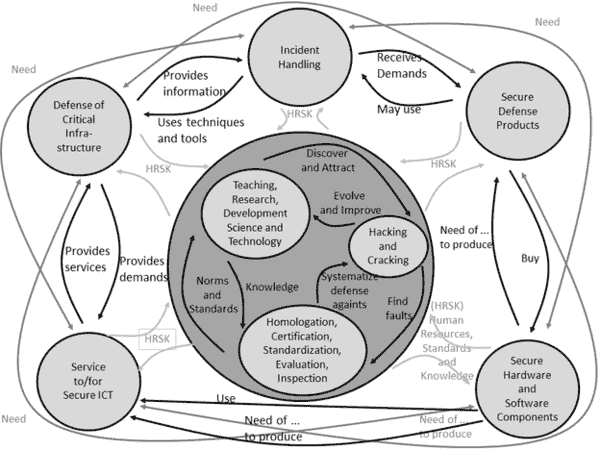 Need
Need
Incident
Handling
Receives
Demands
Provides
information
May use
Uses techniques
and tools
HRSK
Defense of
Critical
Infra-
structure
Secure
Defense
Products
HRSK
HRSK
Discover
and Attract
Teaching,
Research,
Development
Science and
Technology
Evolve
and Improve
Hacking
and
Cracking
Need of ...
to produce
Buy
Provides
services
Provides
demands
Norms
and
Standards
Knowledge
Systematize
defense
againts
Find
faults
Homologation,
Certification,
Standardization,
Evaluation,
Inspection
(HRSK)
Human
Resources,
Standards
and
Knowledge
HRSK
Service
to/for
Secure ICT
Secure
Hardware
and
Software
Components
Use
Need
Need of ...
to produce
Need of ...
to produce